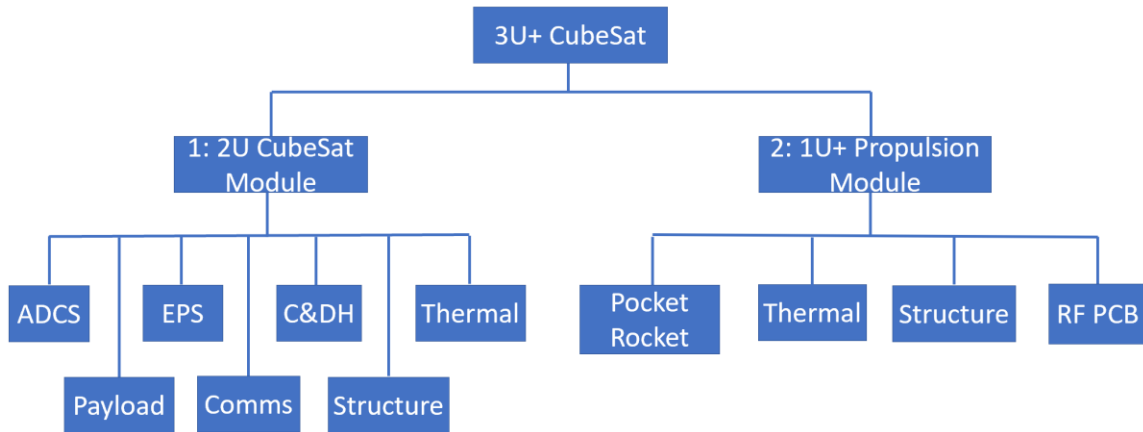 3U+ CubeSat
1: 2U CubeSat
Module
2: 1U+ Propulsion
Module
ADCS
EPS
C&DH
Thermal
Payload
Comms
Structure
Pocket
Rocket
Thermal
Structure
RF PCB